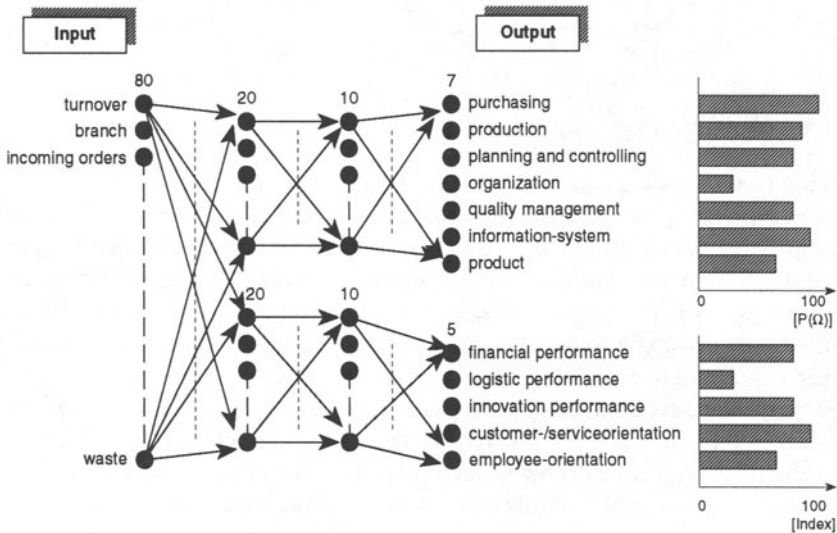 Input
Output
80
20
10
7
turnover
branch
incoming orders
purchasing
production
planning and controlling
organization
quality management
information-system
product
0
100
[P(Ω)]
20
10
5
financial performance
logistic performance
innovation performance
customer-/serviceorientation
employee-orientation
waste
0
100
[Index]